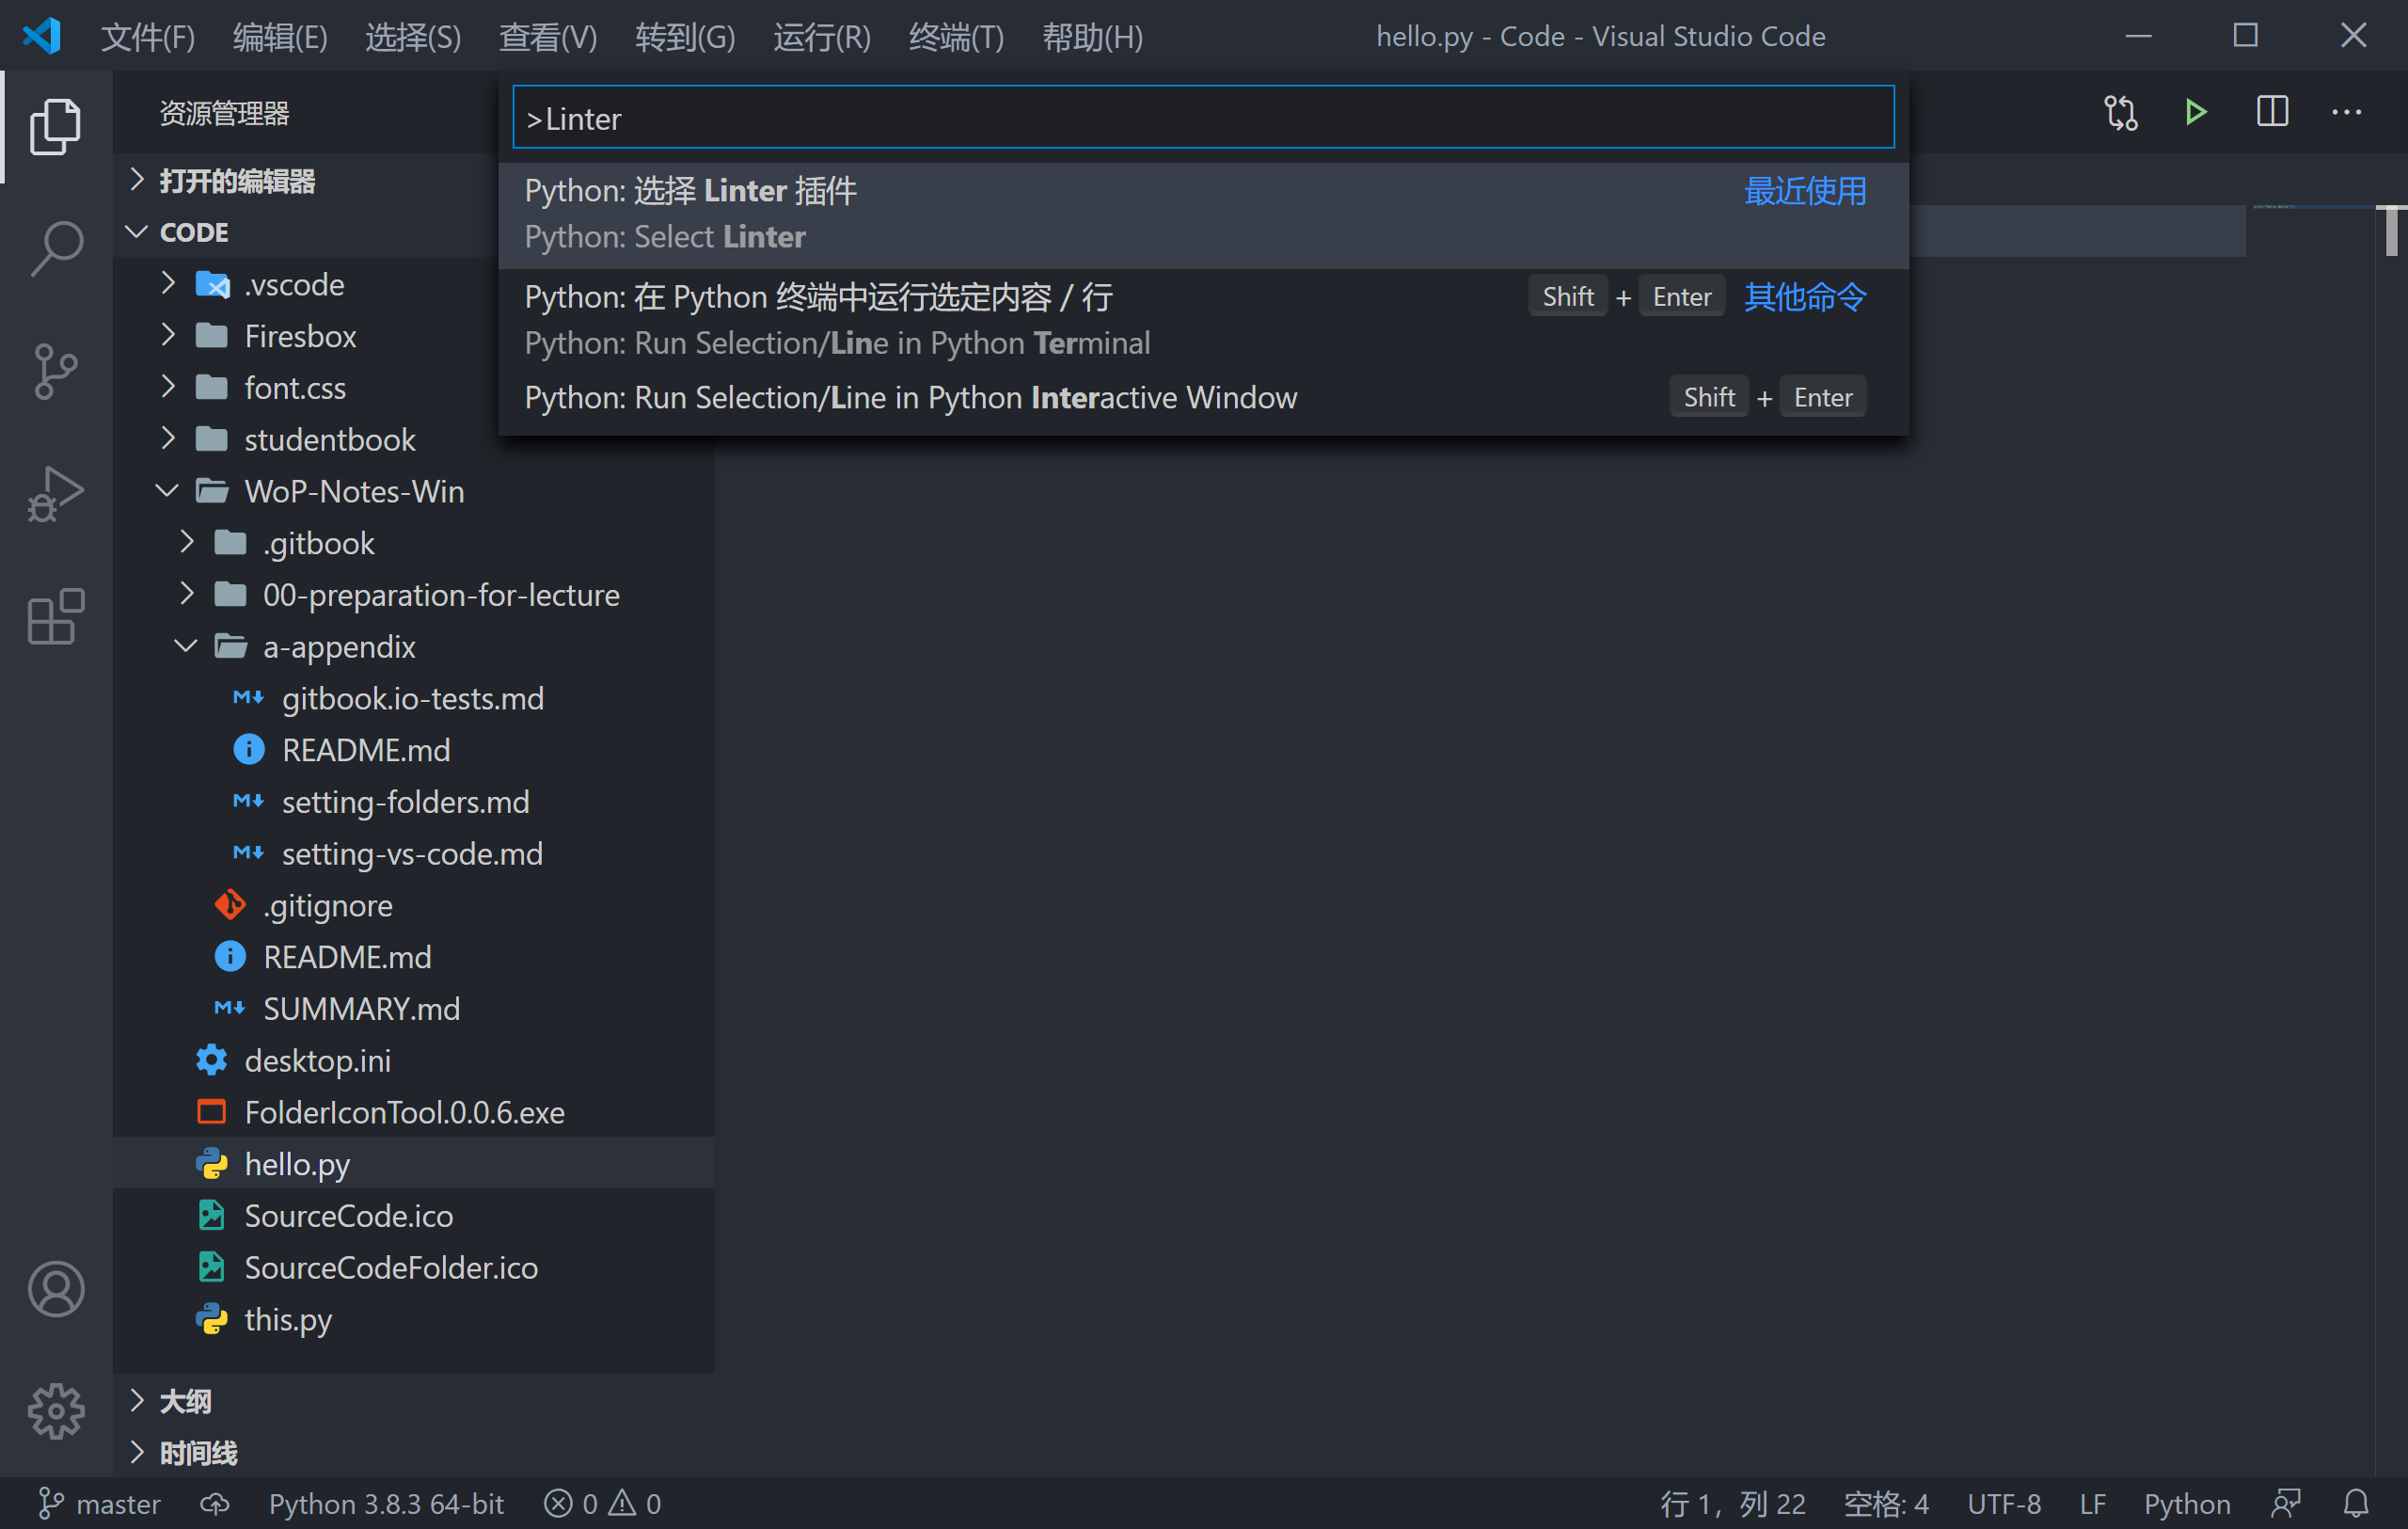 文件(F) 编辑(E) 选择(S) 查看(V) 转到(G) 运行(R) 终端(T) 帮助(H) hello.py - Code - Visual Studio Code
资源管理器
>Linter
Python: 选择 Linter 插件 最近使用
Python: Select Linter
Python: 在 Python 终端中运行选定内容 / 行 Shift + Enter 其他命令
Python: Run Selection/Line in Python Terminal
Python: Run Selection/Line in Python Interactive Window Shift + Enter
打开的编辑器
CODE
.vscode
Firesbox
font.css
studentbook
WoP-Notes-Win
.gitbook
00-preparation-for-lecture
a-appendix
gitbook.io-tests.md
README.md
setting-folders.md
setting-vs-code.md
.gitignore
README.md
SUMMARY.md
desktop.ini
FolderIconTool.0.0.6.exe
hello.py
SourceCode.ico
SourceCodeFolder.ico
this.py
大纲
时间线
master Python 3.8.3 64-bit 0 0 行 1，列 22 空格: 4 UTF-8 LF Python